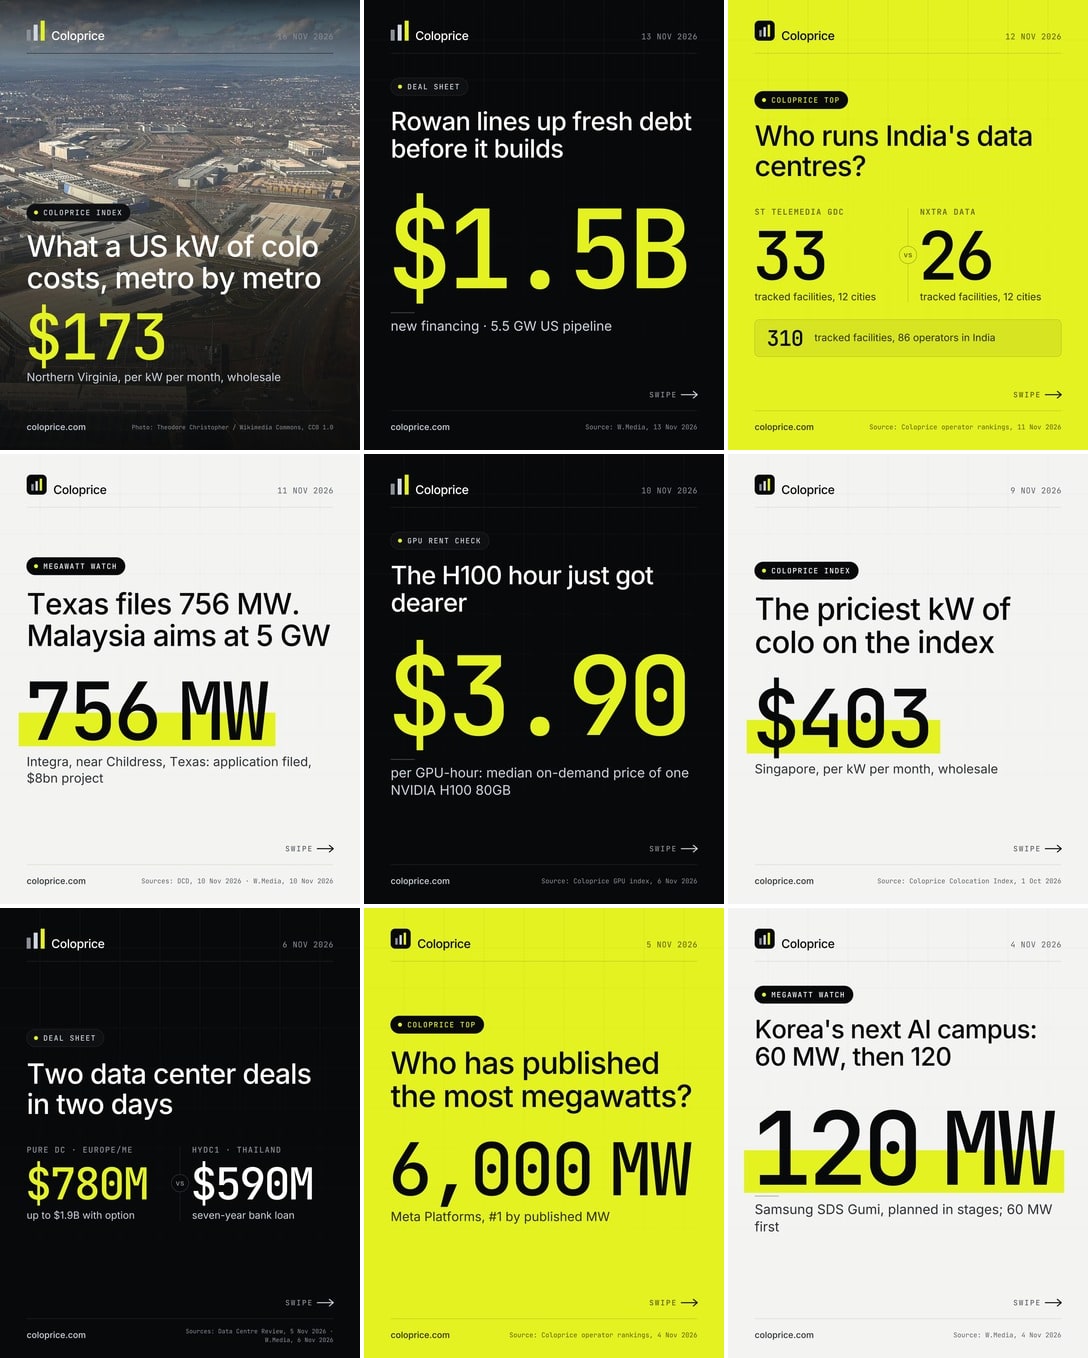 Coloprice
16 NOV 2026
COLOPRICE INDEX
What a US kW of colo
costs, metro by metro
$173
Northern Virginia, per kW per month, wholesale
coloprice.com
Photo: Theodore Christopher / Wikimedia Commons, CC0 1.0
Coloprice
13 NOV 2026
DEAL SHEET
Rowan lines up fresh debt
before it builds
$1.5B
new financing · 5.5 GW US pipeline
SWIPE
coloprice.com
Source: W.Media, 13 Nov 2026
Coloprice
12 NOV 2026
COLOPRICE TOP
Who runs India's data
centres?
ST TELEMEDIA GDC
33
tracked facilities, 12 cities
VS
NXTRA DATA
26
tracked facilities, 12 cities
310 tracked facilities, 86 operators in India
SWIPE
coloprice.com
Source: Coloprice operator rankings, 11 Nov 2026
Coloprice
11 NOV 2026
MEGAWATT WATCH
Texas files 756 MW.
Malaysia aims at 5 GW
756 MW
Integra, near Childress, Texas: application filed,
$8bn project
SWIPE
coloprice.com
Sources: DCD, 10 Nov 2026 · W.Media, 10 Nov 2026
Coloprice
10 NOV 2026
GPU RENT CHECK
The H100 hour just got
dearer
$3.90
per GPU-hour: median on-demand price of one
NVIDIA H100 80GB
SWIPE
coloprice.com
Source: Coloprice GPU index, 6 Nov 2026
Coloprice
9 NOV 2026
COLOPRICE INDEX
The priciest kW of
colo on the index
$403
Singapore, per kW per month, wholesale
SWIPE
coloprice.com
Source: Coloprice Colocation Index, 1 Oct 2026
Coloprice
6 NOV 2026
DEAL SHEET
Two data center deals
in two days
PURE DC · EUROPE/ME
$780M
up to $1.9B with option
VS
HYDC1 · THAILAND
$590M
seven-year bank loan
SWIPE
coloprice.com
Sources: Data Centre Review, 5 Nov 2026 ·
W.Media, 6 Nov 2026
Coloprice
5 NOV 2026
COLOPRICE TOP
Who has published
the most megawatts?
6,000 MW
Meta Platforms, #1 by published MW
SWIPE
coloprice.com
Source: Coloprice operator rankings, 4 Nov 2026
Coloprice
4 NOV 2026
MEGAWATT WATCH
Korea's next AI campus:
60 MW, then 120
120 MW
Samsung SDS Gumi, planned in stages; 60 MW
first
SWIPE
coloprice.com
Source: W.Media, 4 Nov 2026